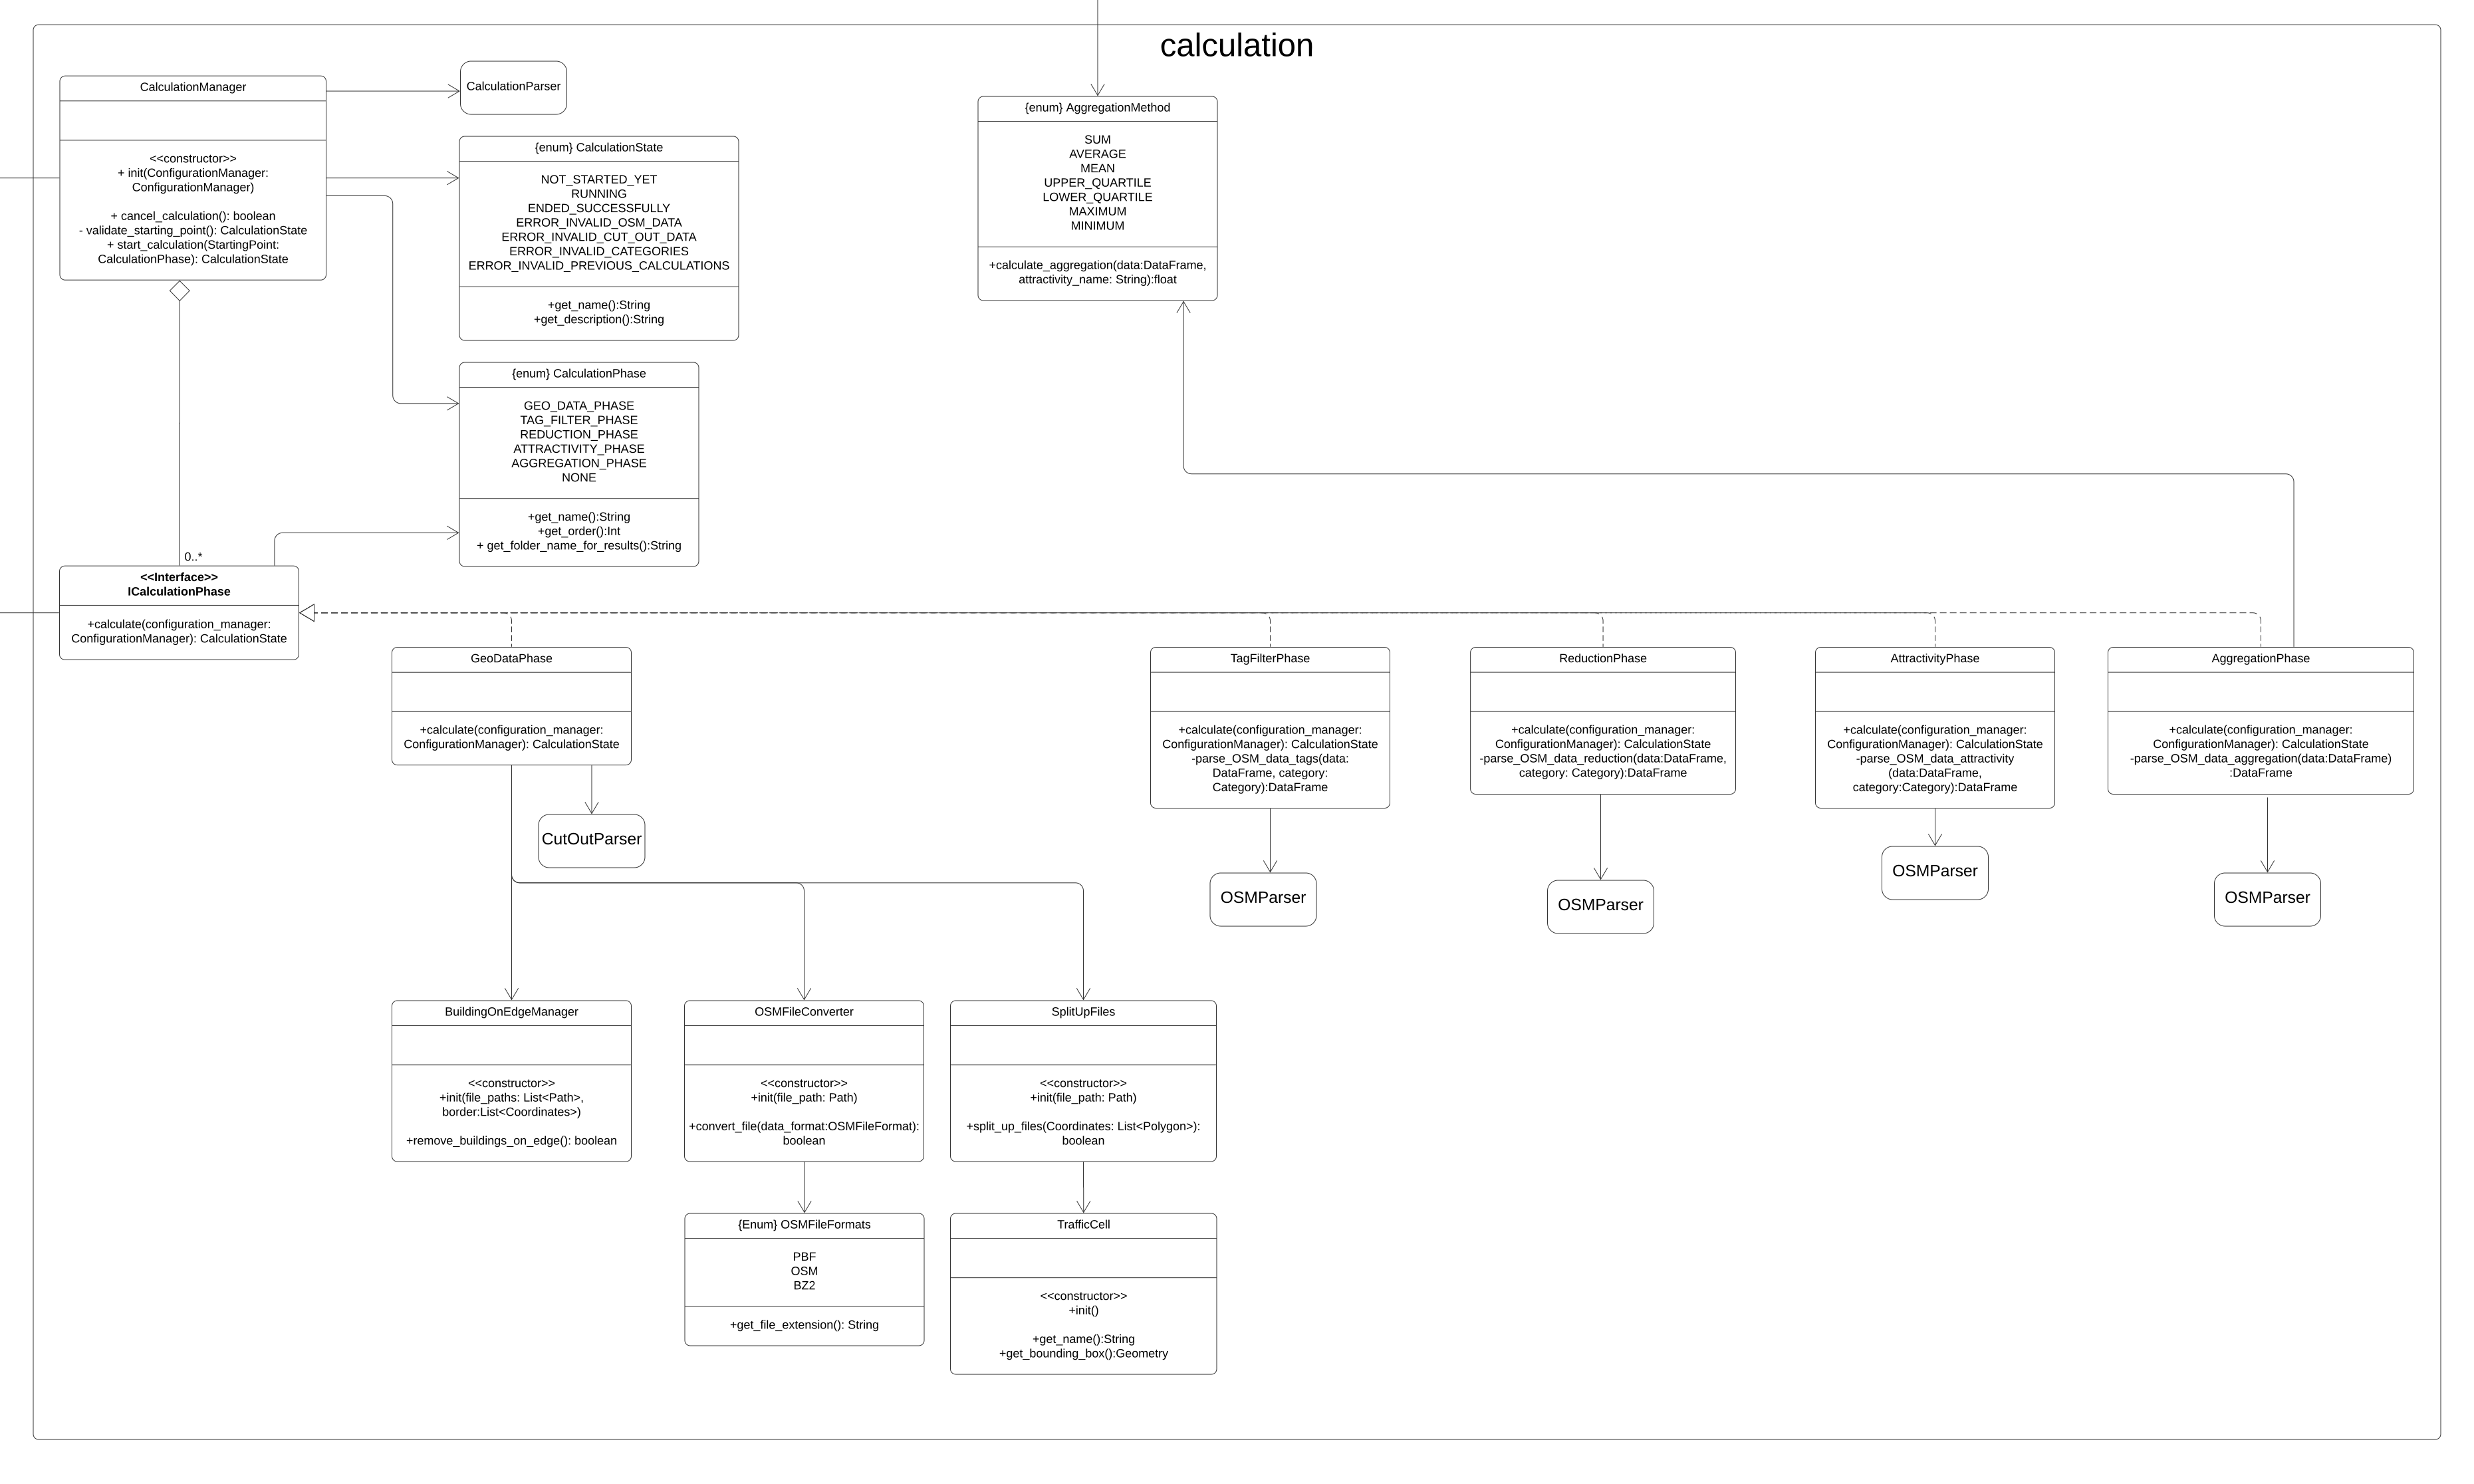 calculation
CalculationManager
<<constructor>>
+ init(ConfigurationManager:
ConfigurationManager)
+ cancel_calculation(): boolean
- validate_starting_point(): CalculationState
+ start_calculation(StartingPoint:
CalculationPhase): CalculationState
CalculationParser
{enum} CalculationState
NOT_STARTED_YET
RUNNING
ENDED_SUCCESSFULLY
ERROR_INVALID_OSM_DATA
ERROR_INVALID_CUT_OUT_DATA
ERROR_INVALID_CATEGORIES
ERROR_INVALID_PREVIOUS_CALCULATIONS
+get_name():String
+get_description():String
{enum} AggregationMethod
SUM
AVERAGE
MEAN
UPPER_QUARTILE
LOWER_QUARTILE
MAXIMUM
MINIMUM
+calculate_aggregation(data:DataFrame,
attractivity_name: String):float
{enum} CalculationPhase
GEO_DATA_PHASE
TAG_FILTER_PHASE
REDUCTION_PHASE
ATTRACTIVITY_PHASE
AGGREGATION_PHASE
NONE
+get_name():String
+get_order():Int
+ get_folder_name_for_results():String
0..*
<<Interface>>
ICalculationPhase
+calculate(configuration_manager:
ConfigurationManager): CalculationState
GeoDataPhase
+calculate(configuration_manager:
ConfigurationManager): CalculationState
TagFilterPhase
+calculate(configuration_manager:
ConfigurationManager): CalculationState
-parse_OSM_data_tags(data:
DataFrame, category:
Category):DataFrame
ReductionPhase
+calculate(configuration_manager:
ConfigurationManager): CalculationState
-parse_OSM_data_reduction(data:DataFrame,
category: Category):DataFrame
AttractivityPhase
+calculate(configuration_manager:
ConfigurationManager): CalculationState
-parse_OSM_data_attractivity
(data:DataFrame,
category:Category):DataFrame
AggregationPhase
+calculate(configuration_manager:
ConfigurationManager): CalculationState
-parse_OSM_data_aggregation(data:DataFrame)
:DataFrame
CutOutParser
OSMParser
OSMParser
OSMParser
OSMParser
BuildingOnEdgeManager
<<constructor>>
+init(file_paths: List<Path>,
border:List<Coordinates>)
+remove_buildings_on_edge(): boolean
OSMFileConverter
<<constructor>>
+init(file_path: Path)
+convert_file(data_format:OSMFileFormat):
boolean
SplitUpFiles
<<constructor>>
+init(file_path: Path)
+split_up_files(Coordinates: List<Polygon>):
boolean
{Enum} OSMFileFormats
PBF
OSM
BZ2
+get_file_extension(): String
TrafficCell
<<constructor>>
+init()
+get_name():String
+get_bounding_box():Geometry